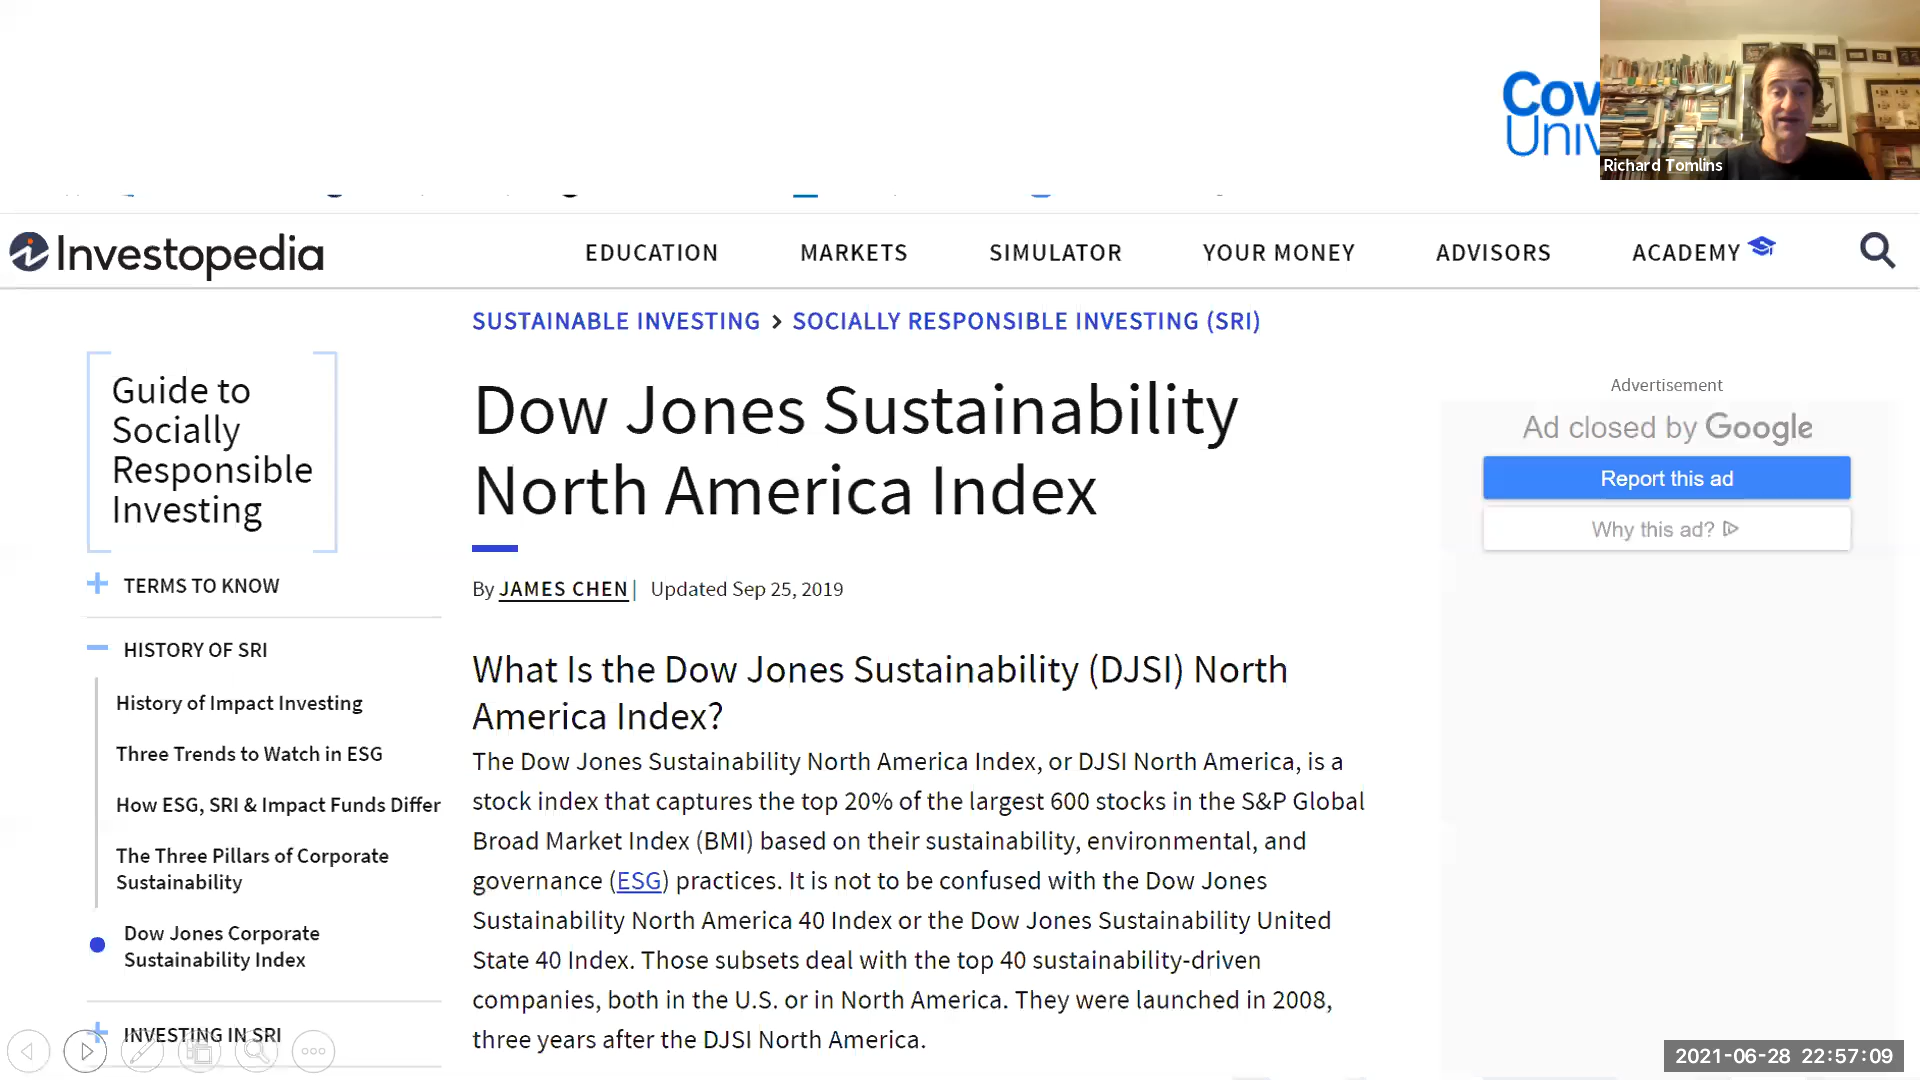 Cov
Univ
Richard Tomlins
Investopedia
EDUCATION
MARKETS
SIMULATOR
YOUR MONEY
ADVISORS
ACADEMY
SUSTAINABLE INVESTING > SOCIALLY RESPONSIBLE INVESTING (SRI)
Guide to
Socially
Responsible
Investing
TERMS TO KNOW
HISTORY OF SRI
History of Impact Investing
Three Trends to Watch in ESG
How ESG, SRI & Impact Funds Differ
The Three Pillars of Corporate
Sustainability
Dow Jones Corporate
Sustainability Index
INVESTING IN SRI
Dow Jones Sustainability
North America Index
By JAMES CHEN | Updated Sep 25, 2019
What Is the Dow Jones Sustainability (DJSI) North
America Index?
The Dow Jones Sustainability North America Index, or DJSI North America, is a
stock index that captures the top 20% of the largest 600 stocks in the S&P Global
Broad Market Index (BMI) based on their sustainability, environmental, and
governance (ESG) practices. It is not to be confused with the Dow Jones
Sustainability North America 40 Index or the Dow Jones Sustainability United
State 40 Index. Those subsets deal with the top 40 sustainability-driven
companies, both in the U.S. or in North America. They were launched in 2008,
three years after the DJSI North America.
Advertisement
Ad closed by Google
Report this ad
Why this ad?
2021-06-28 22:57:09